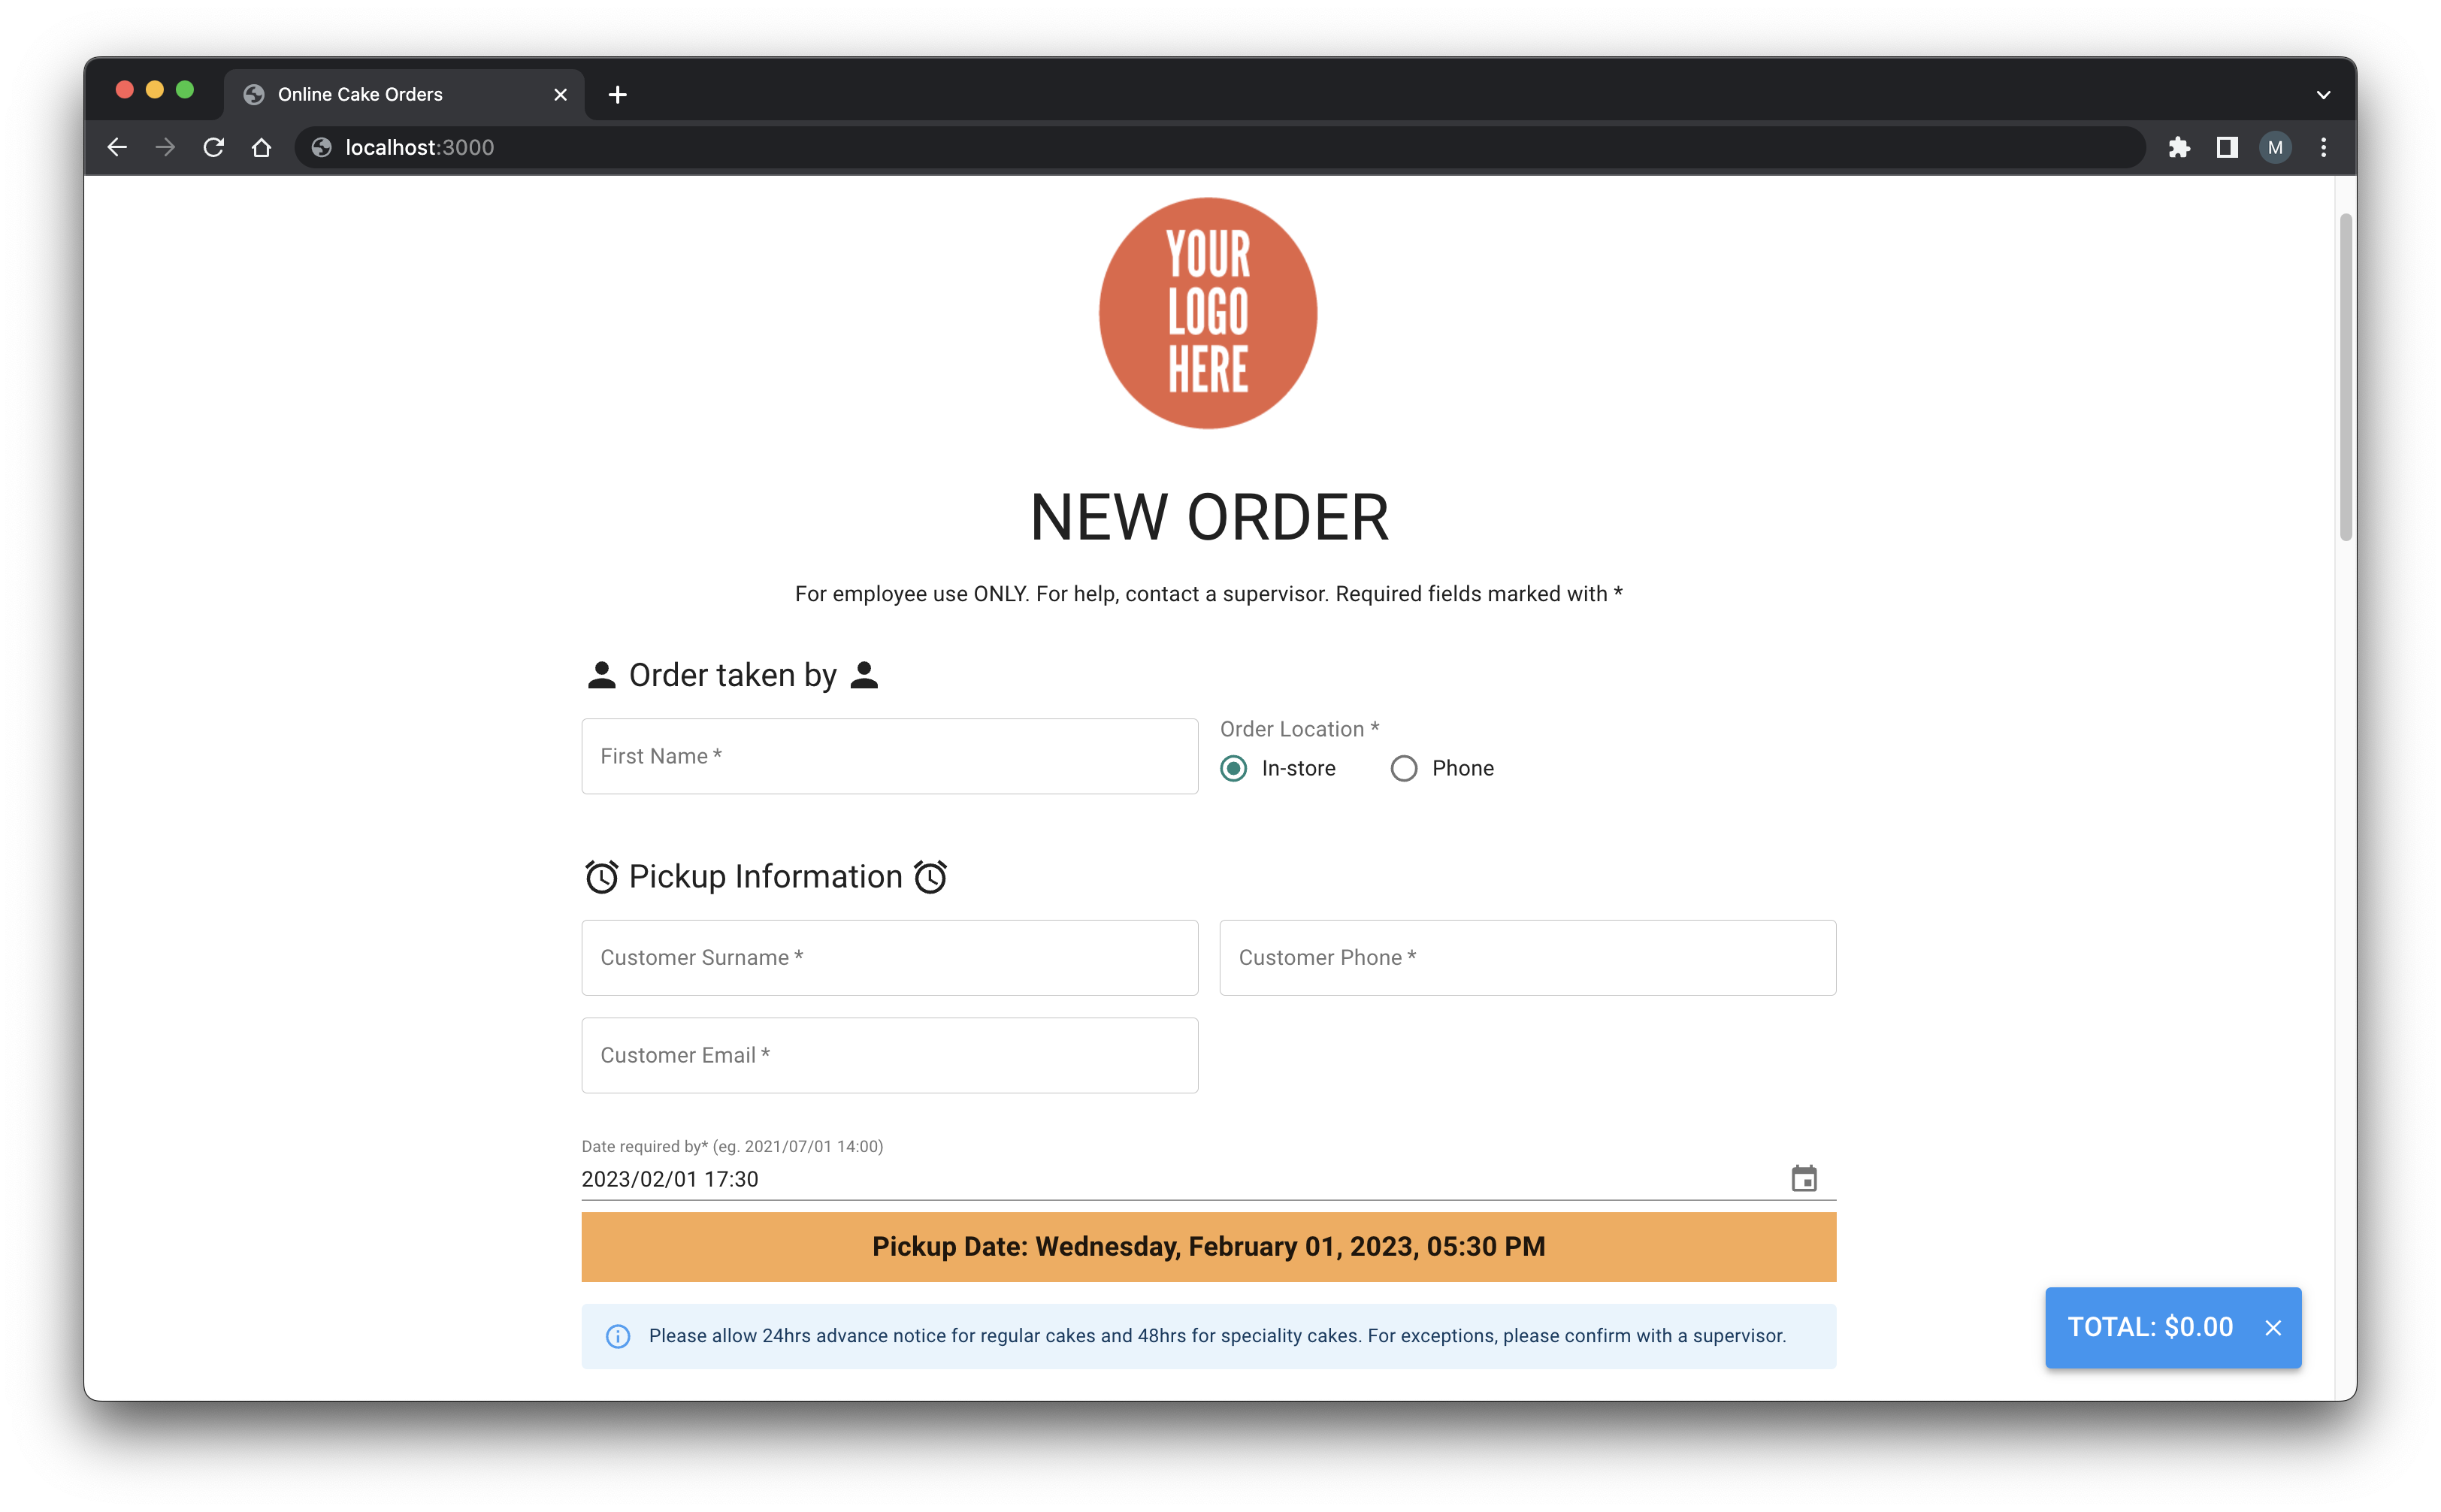 Online Cake Orders
localhost:3000
M
YOUR
LOGO
HERE
NEW ORDER
For employee use ONLY. For help, contact a supervisor. Required fields marked with *
Order taken by
First Name *
Order Location *
In-store
Phone
Pickup Information
Customer Surname *
Customer Phone *
Customer Email *
Date required by* (eg. 2021/07/01 14:00)
2023/02/01 17:30
Pickup Date: Wednesday, February 01, 2023, 05:30 PM
Please allow 24hrs advance notice for regular cakes and 48hrs for speciality cakes. For exceptions, please confirm with a supervisor.
TOTAL: $0.00